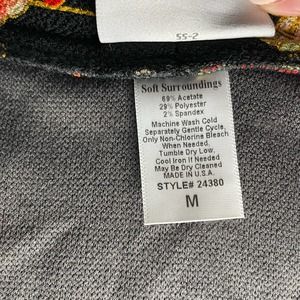 55-2
Soft Surroundings
69% Acetate
29% Polyester
2% Spandex
Machine Wash Cold
Separately Gentle Cycle,
Only Non-Chlorine Bleach
When Needed,
Tumble Dry Low,
Cool Iron If Needed
May Be Dry Cleaned
MADE IN U.S.A.
STYLE# 24380
M